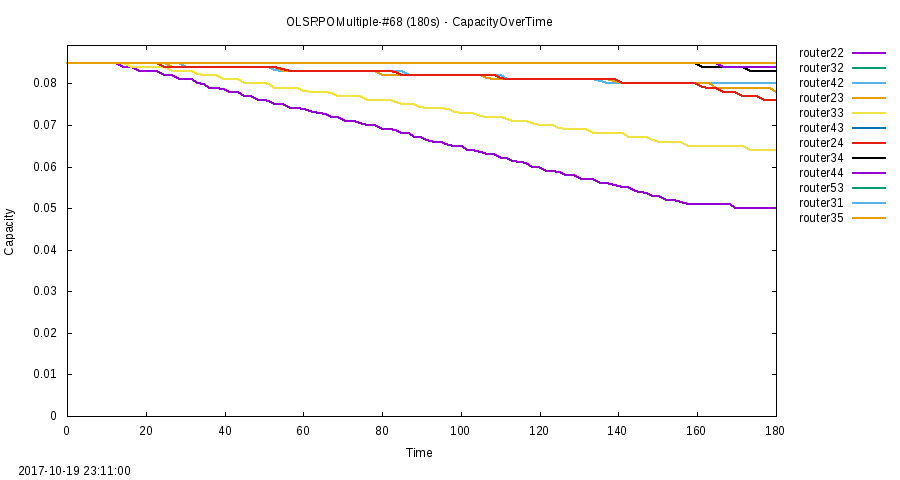 OLSRPOMultiple-#68 (180s) - CapacityOverTime
router22
router32
router42
router23
router33
router43
router24
router34
router44
router53
router31
router35
0.08
0.07
0.06
0.05
0.04
0.03
0.02
0.01
0
Capacity
0 20 40 60 80 100 120 140 160 180
Time
2017-10-19 23:11:00